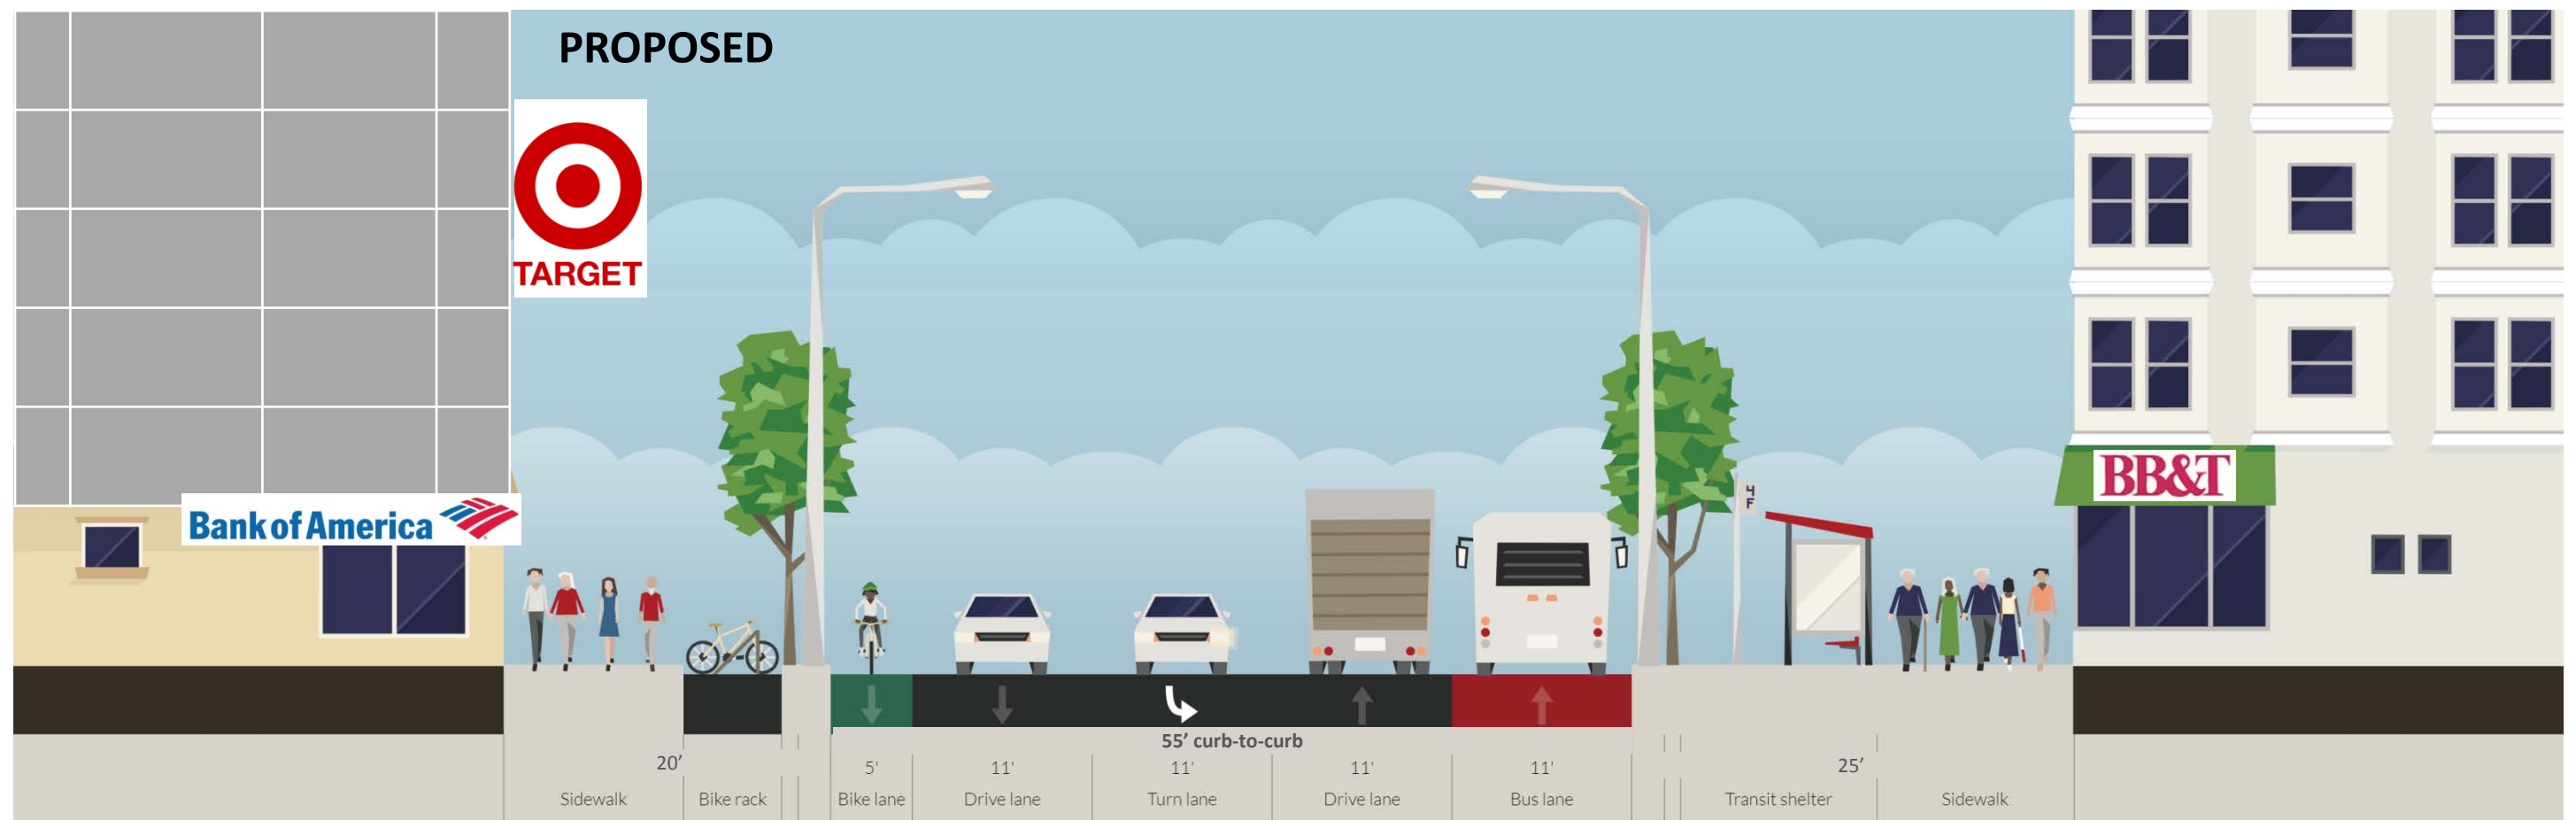 PROPOSED
TARGET
Bank of America
BB&T
4
F
55’ curb-to-curb
20’
5'
11'
11'
11'
11'
25’
Sidewalk
Bike rack
Bike lane
Drive lane
Turn lane
Drive lane
Bus lane
Transit shelter
Sidewalk